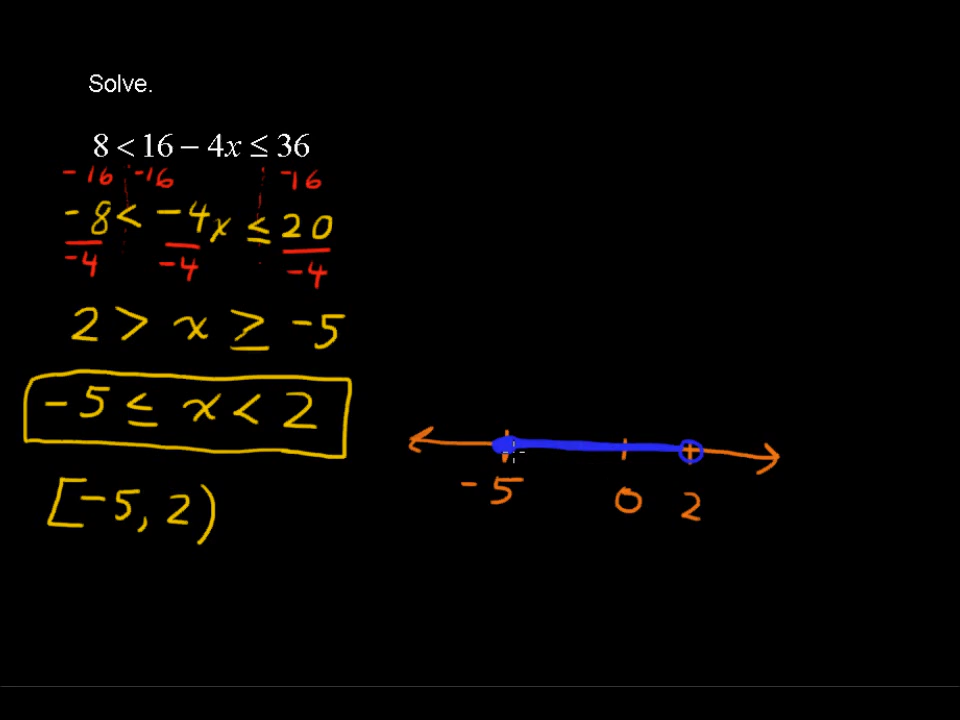 Solve.
8 < 16 − 4x ≤ 36
-16 -16 -16
-8 < -4x ≤ 20
-4 -4 -4
2 > x ≥ -5
-5 ≤ x < 2
[-5, 2)
-5 0 2